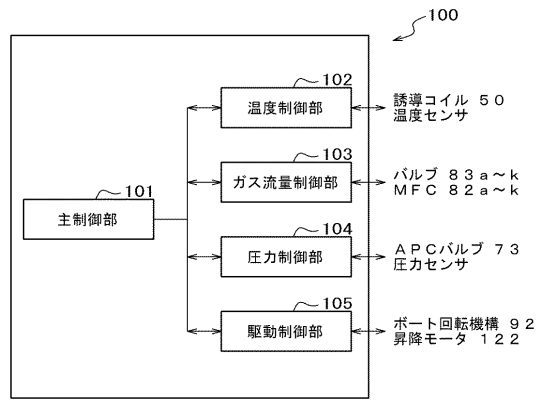 100
102
温度制御部
誘導コイル 50
温度センサ
103
ガス流量制御部
バルブ 83a～k
MFC 82a～k
101
主制御部
104
圧力制御部
APCバルブ 73
圧力センサ
105
駆動制御部
ボート回転機構 92
昇降モータ 122